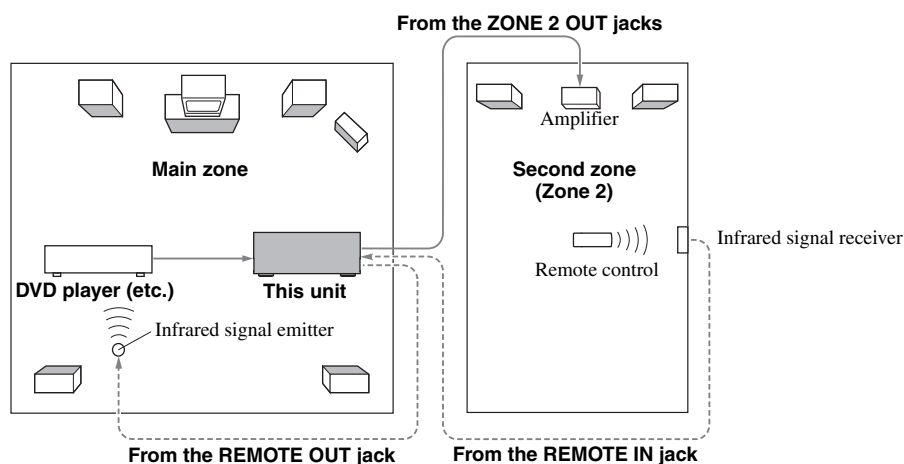 From the ZONE 2 OUT jacks
Amplifier
Main zone
Second zone
(Zone 2)
Infrared signal receiver
Remote control
DVD player (etc.)
This unit
Infrared signal emitter
From the REMOTE OUT jack
From the REMOTE IN jack